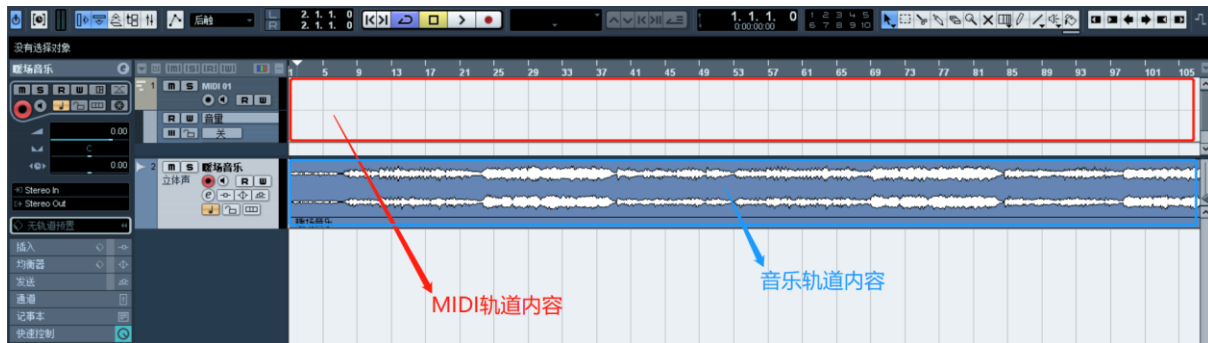 后触
L 2. 1. 1. 0
R 2. 1. 1. 0
1. 1. 1. 0
0:00:00:00
1 2 3 4 5
6 7 8 9 10
没有选择对象
暖场音乐
1 5 9 13 17 21 25 29 33 37 41 45 49 53 57 61 65 69 73 77 81 85 89 93 97 101 105
m S R W
0.00
C
0.00
Stereo In
Stereo Out
无轨道预置
插入
均衡器
发送
通道
记事本
快速控制
1 m S MIDI 01
R W
R W 音量
关
2 m S 暖场音乐
立体声 R W
e
暖场音乐
MIDI轨道内容
音乐轨道内容